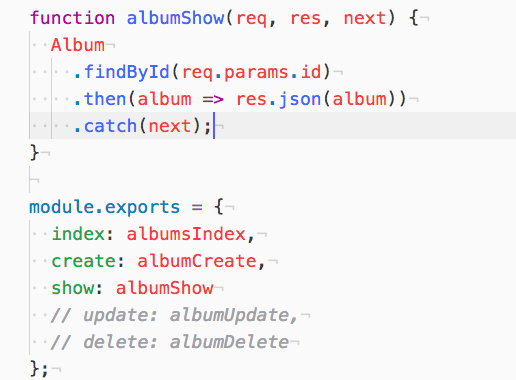 function albumShow(req, res, next) {
  Album
    .findById(req.params.id)
    .then(album => res.json(album))
    .catch(next);
}

module.exports = {
  index: albumsIndex,
  create: albumCreate,
  show: albumShow
  // update: albumUpdate,
  // delete: albumDelete
};